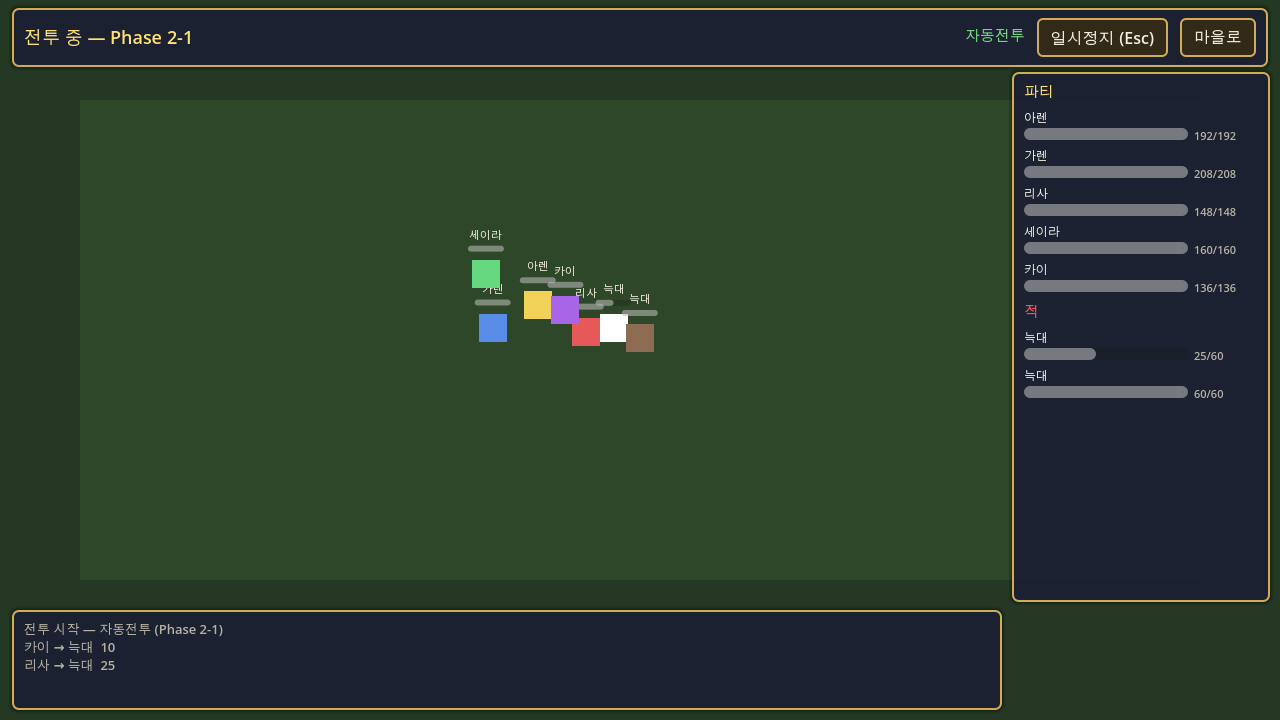 전투 중 — Phase 2-1
자동전투
일시정지 (Esc)
마을로
세이라
아렌
카이
가렌
리사
늑대
늑대
파티
아렌
192/192
가렌
208/208
리사
148/148
세이라
160/160
카이
136/136
적
늑대
25/60
늑대
60/60
전투 시작 — 자동전투 (Phase 2-1)
카이 → 늑대 10
리사 → 늑대 25